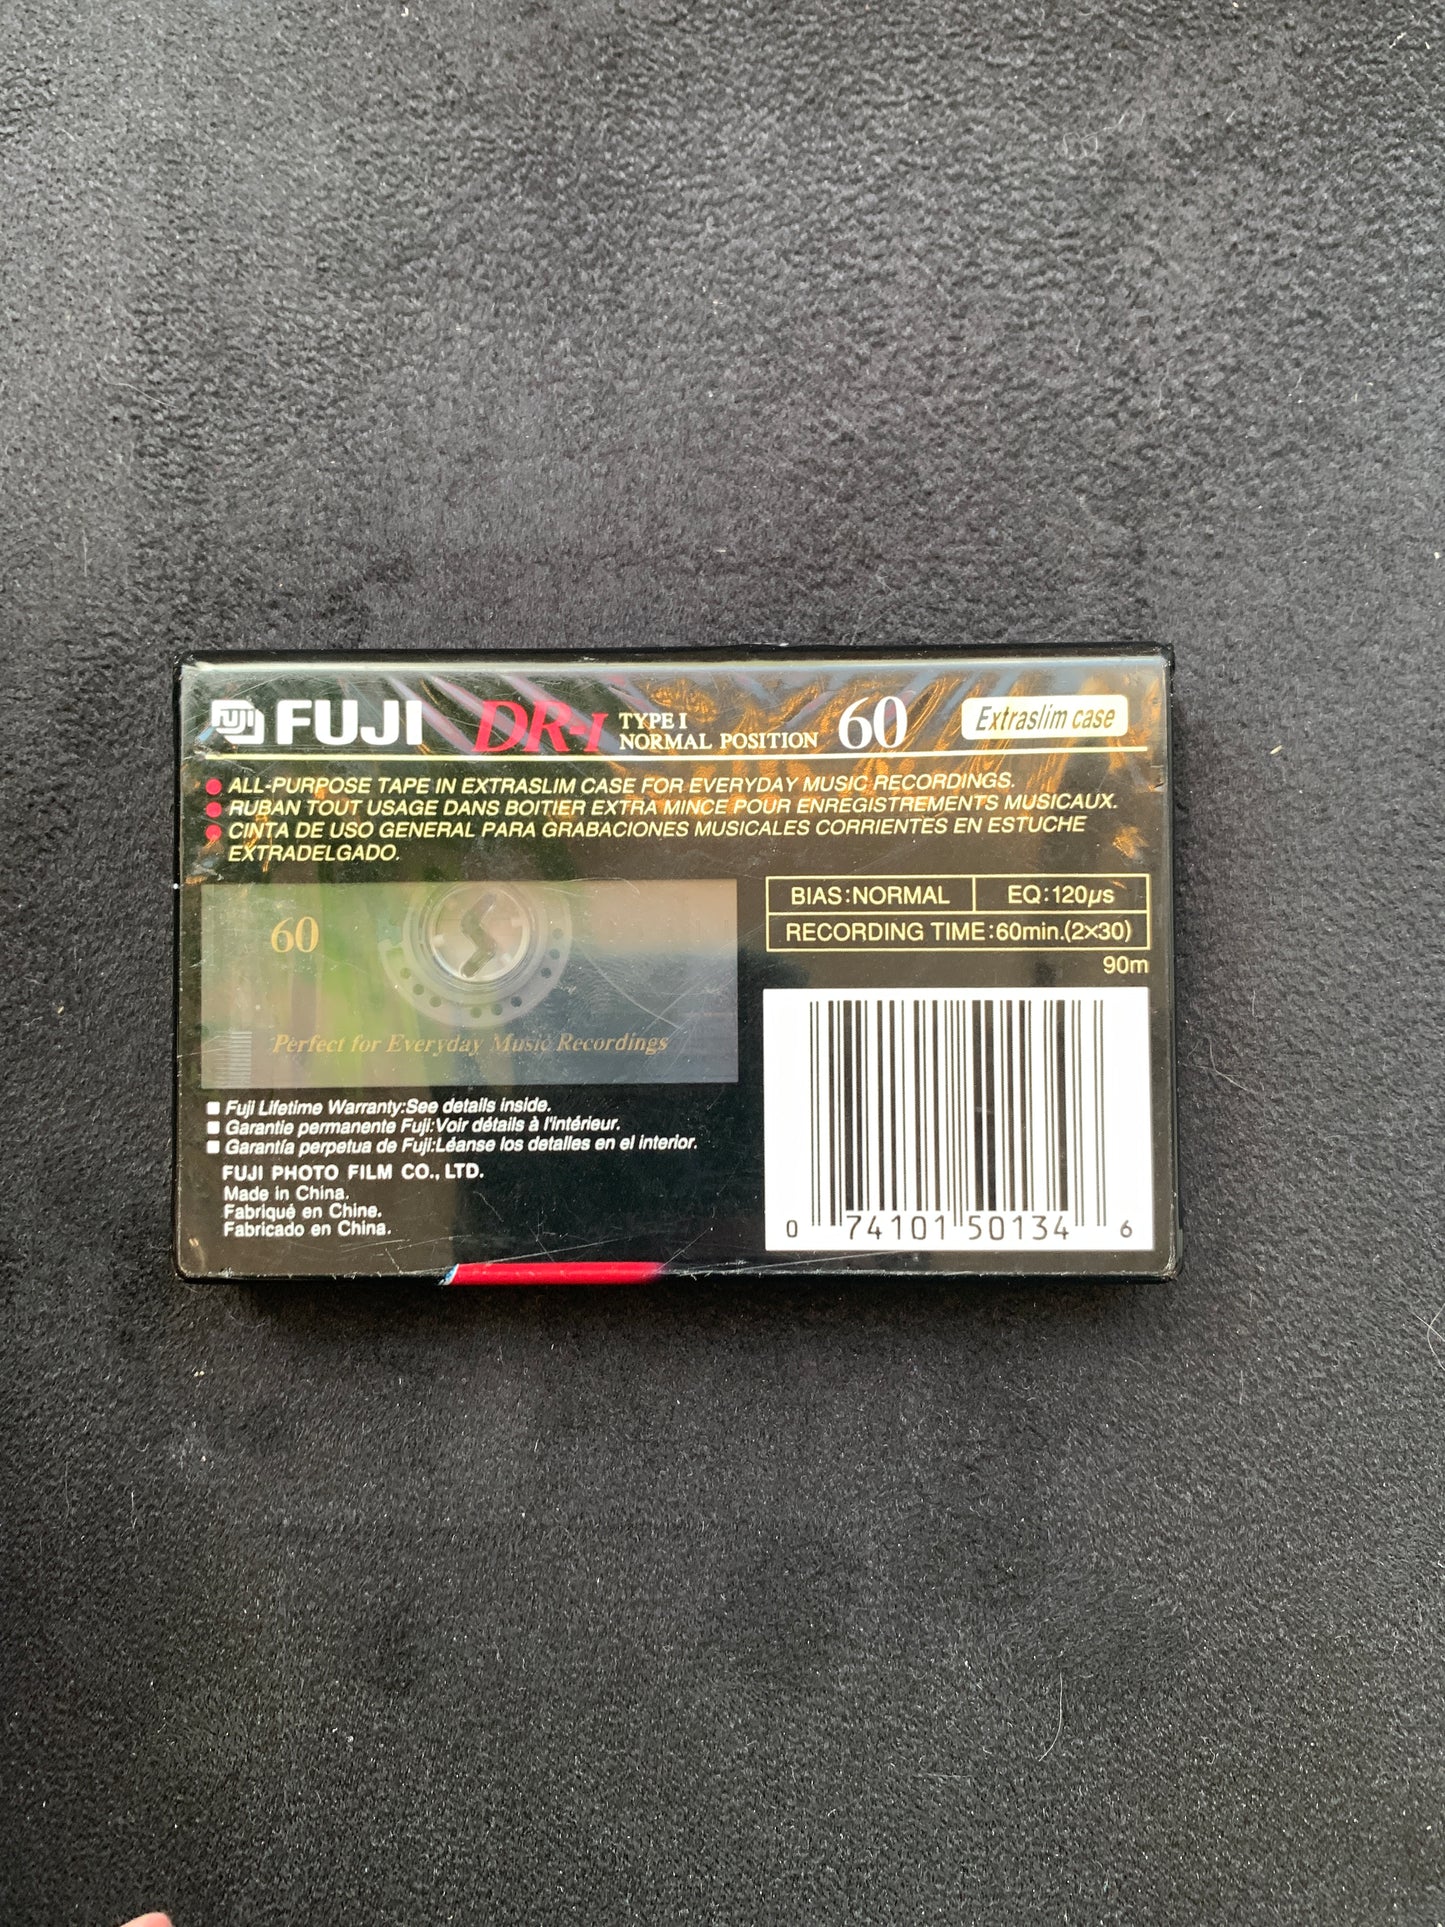 FUJI FUJI DR-I TYPE I 60 Extraslim case
NORMAL POSITION
ALL-PURPOSE TAPE IN EXTRASLIM CASE FOR EVERYDAY MUSIC RECORDINGS.
RUBAN TOUT USAGE DANS BOITIER EXTRA MINCE POUR ENREGISTREMENTS MUSICAUX.
CINTA DE USO GENERAL PARA GRABACIONES MUSICALES CORRIENTES EN ESTUCHE
EXTRADELGADO.
60
Perfect for Everyday Music Recordings
BIAS:NORMAL EQ:120µs
RECORDING TIME:60min.(2×30)
90m
Fuji Lifetime Warranty:See details inside.
Garantie permanente Fuji:Voir détails à l'intérieur.
Garantía perpetua de Fuji:Léanse los detalles en el interior.
FUJI PHOTO FILM CO., LTD.
Made in China.
Fabriqué en Chine.
Fabricado en China.
0 74101 50134 6